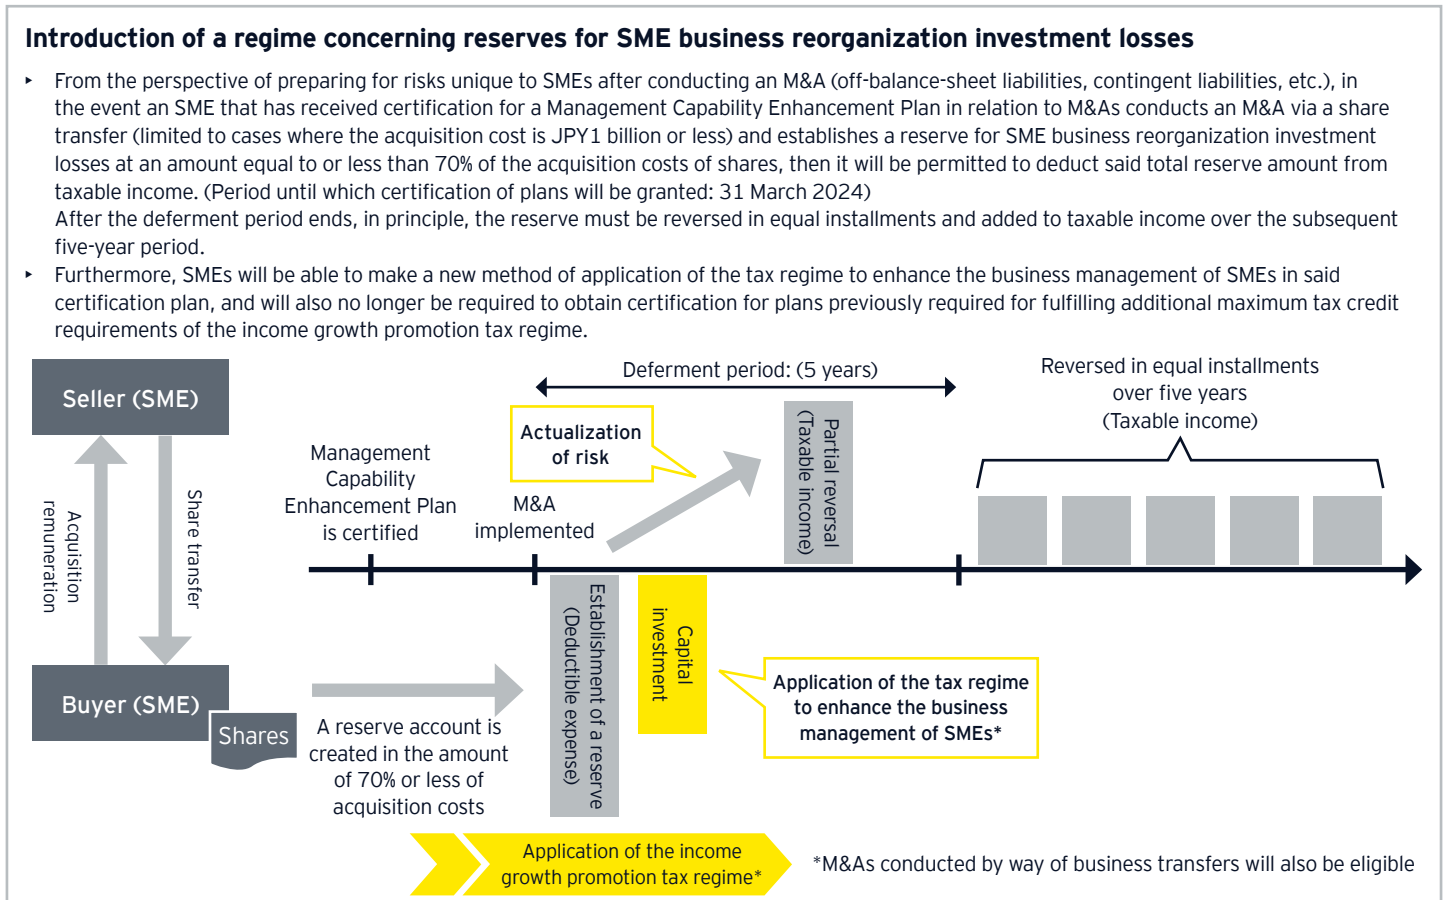 Introduction of a regime concerning reserves for SME business reorganization investment losses
‣ From the perspective of preparing for risks unique to SMEs after conducting an M&A (off-balance-sheet liabilities, contingent liabilities, etc.), in
the event an SME that has received certification for a Management Capability Enhancement Plan in relation to M&As conducts an M&A via a share
transfer (limited to cases where the acquisition cost is JPY1 billion or less) and establishes a reserve for SME business reorganization investment
losses at an amount equal to or less than 70% of the acquisition costs of shares, then it will be permitted to deduct said total reserve amount from
taxable income. (Period until which certification of plans will be granted: 31 March 2024)
After the deferment period ends, in principle, the reserve must be reversed in equal installments and added to taxable income over the subsequent
five-year period.
‣ Furthermore, SMEs will be able to make a new method of application of the tax regime to enhance the business management of SMEs in said
certification plan, and will also no longer be required to obtain certification for plans previously required for fulfilling additional maximum tax credit
requirements of the income growth promotion tax regime.
Seller (SME)
Acquisition
remuneration
Share transfer
Buyer (SME)
Shares
Management
Capability
Enhancement Plan
is certified
M&A
implemented
Deferment period: (5 years)
Actualization
of risk
Partial reversal
(Taxable income)
Reversed in equal installments
over five years
(Taxable income)
A reserve account is
created in the amount
of 70% or less of
acquisition costs
Establishment of a reserve
(Deductible expense)
Capital
investment
Application of the tax regime
to enhance the business
management of SMEs*
Application of the income
growth promotion tax regime*
*M&As conducted by way of business transfers will also be eligible